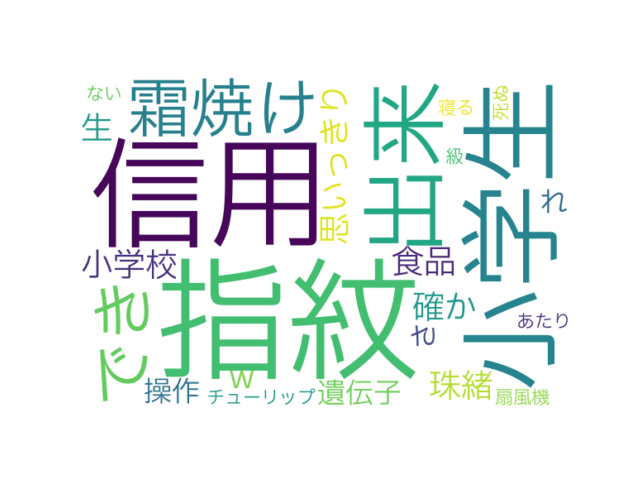 ない
生
霜焼け
思いっきり
出来
寝る
死ぬ
級
小学生
信用
れ
小学校
食品
指紋
でき
確か
せ
あたり
操作
w
チューリップ
遺伝子
珠緒
扇風機